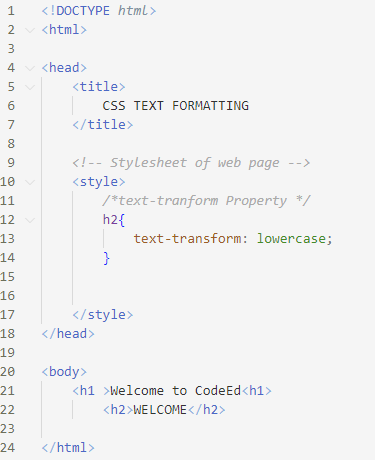 1 <!DOCTYPE html>
2 <html>
3
4 <head>
5 <title>
6 CSS TEXT FORMATTING
7 </title>
8
9 <!-- Stylesheet of web page -->
10 <style>
11 /*text-tranform Property */
12 h2{
13 text-transform: lowercase;
14 }
15
16
17 </style>
18 </head>
19
20 <body>
21 <h1 >Welcome to CodeEd<h1>
22 <h2>WELCOME</h2>
23
24 </html>